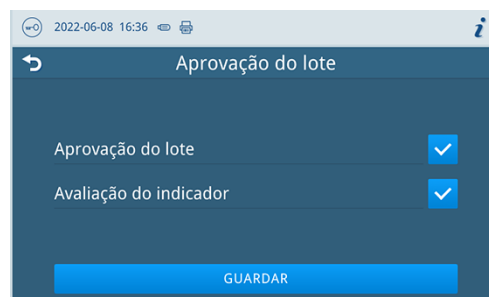 2022-06-08 16:36
Aprovação do lote
Aprovação do lote
Avaliação do indicador
GUARDAR